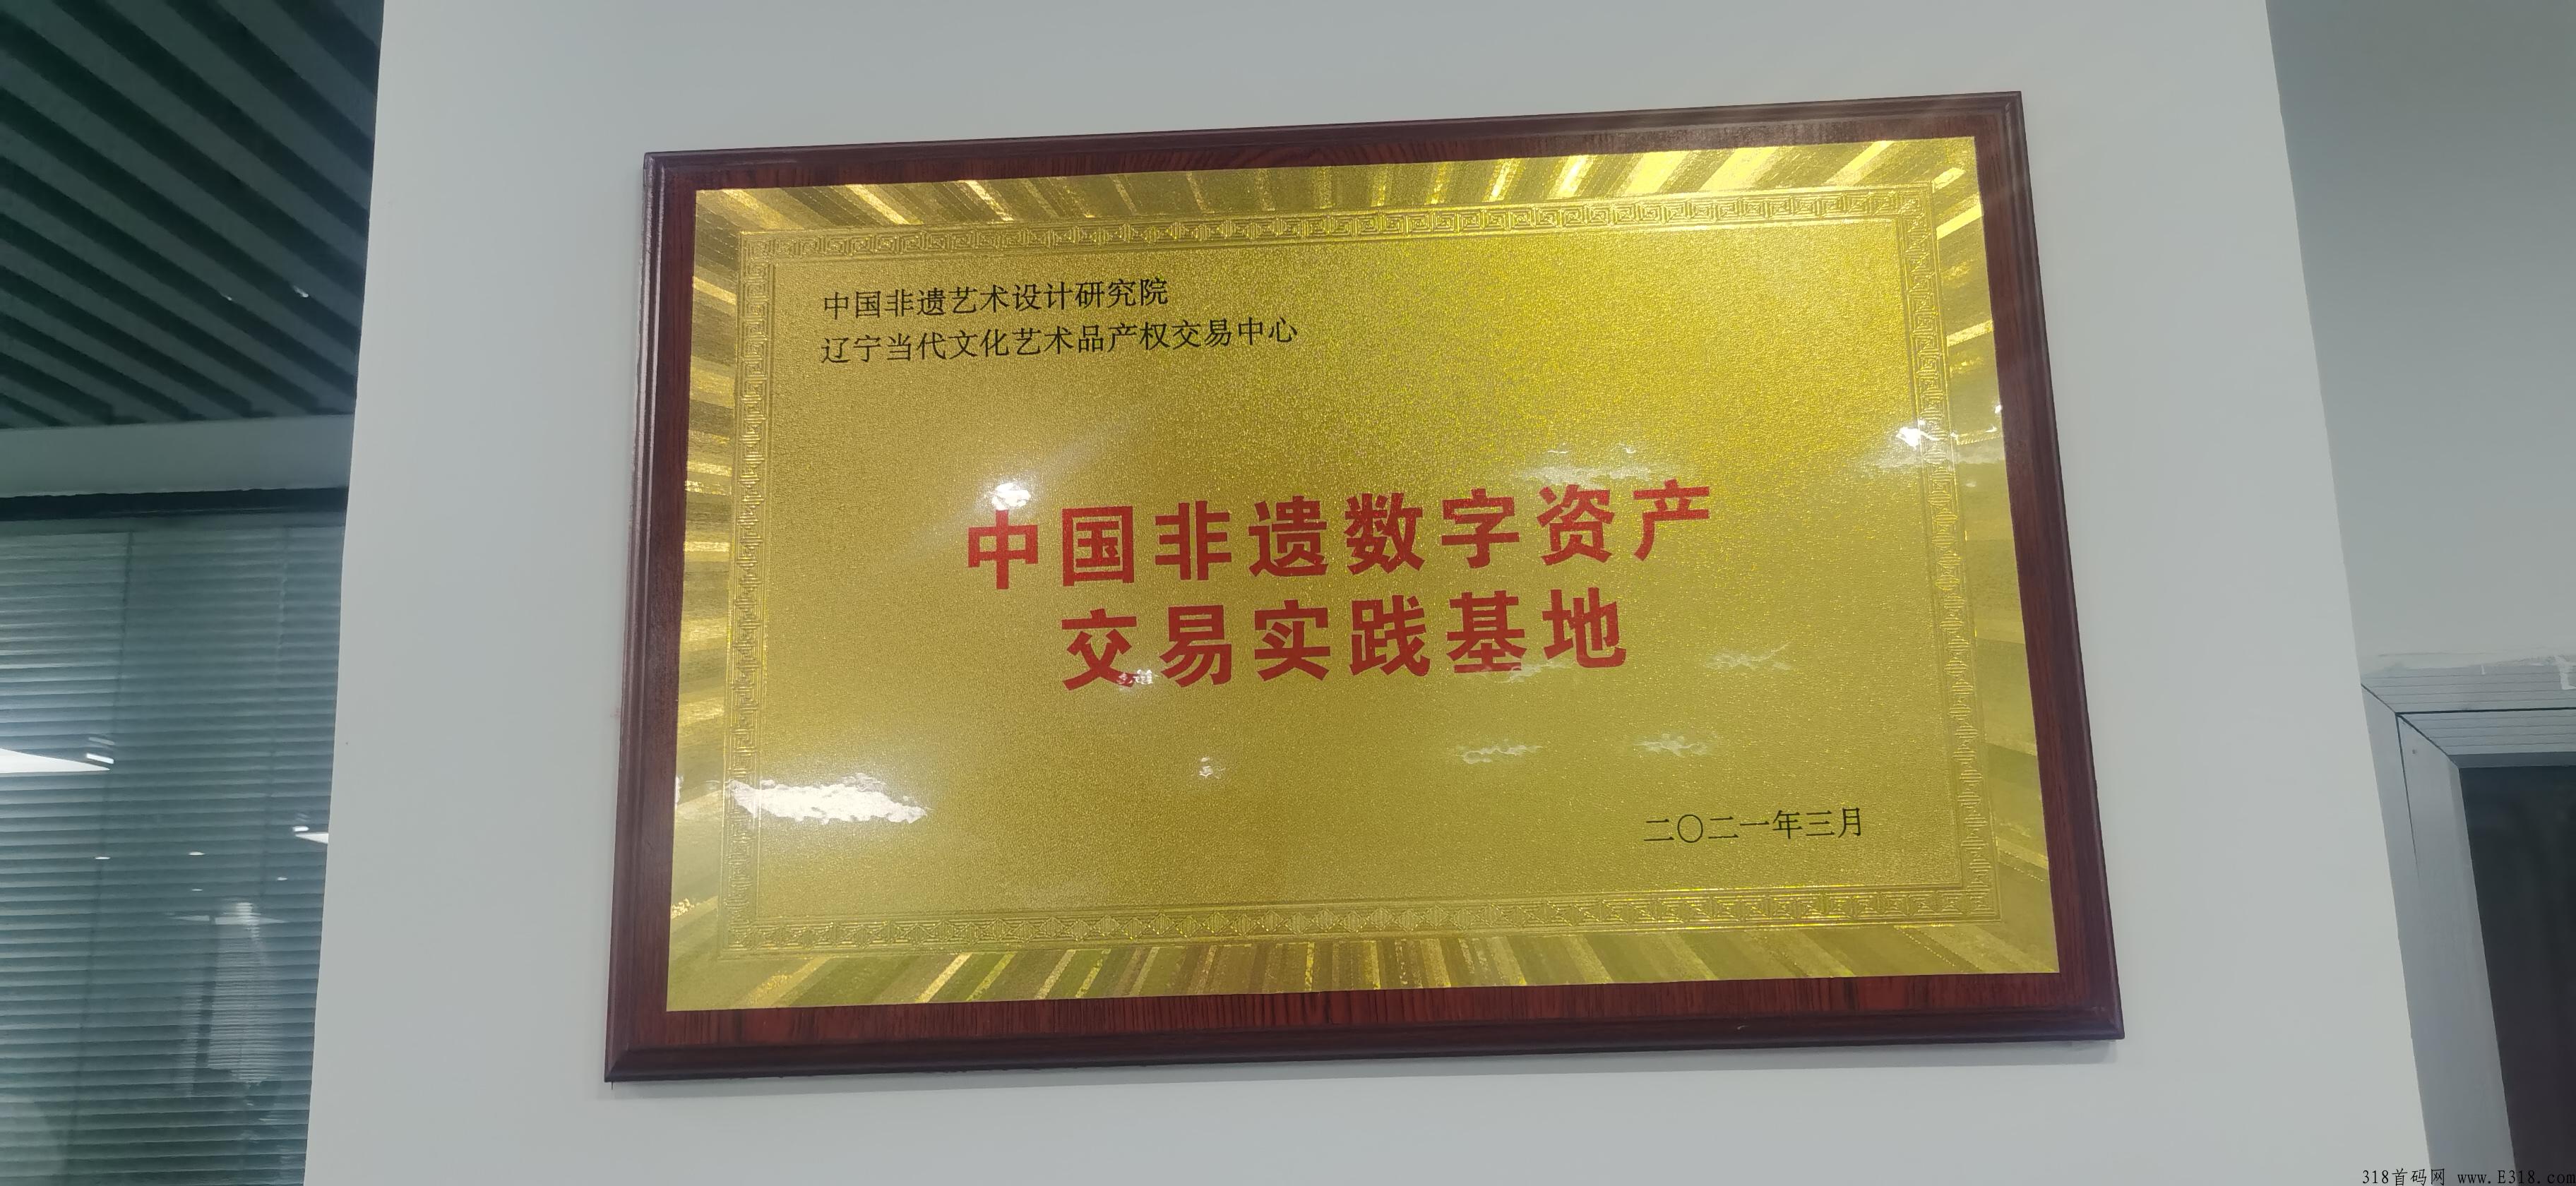 中国非遗艺术设计研究院
辽宁当代文化艺术品产权交易中心
中国非遗数字资产
交易实践基地
二〇二一年三月
318首码网 www.E318.com